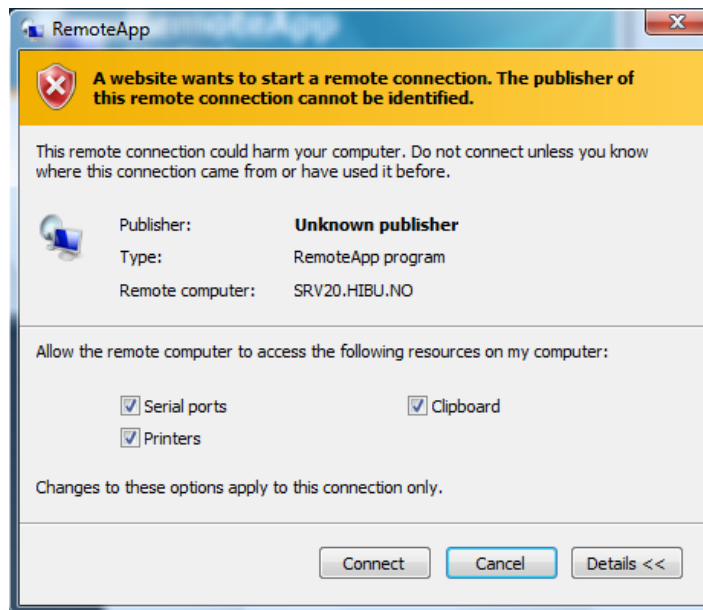 RemoteApp
A website wants to start a remote connection. The publisher of
this remote connection cannot be identified.
This remote connection could harm your computer. Do not connect unless you know
where this connection came from or have used it before.
Publisher: Unknown publisher
Type: RemoteApp program
Remote computer: SRV20.HIBU.NO
Allow the remote computer to access the following resources on my computer:
Serial ports Clipboard
Printers
Changes to these options apply to this connection only.
Connect Cancel Details <<